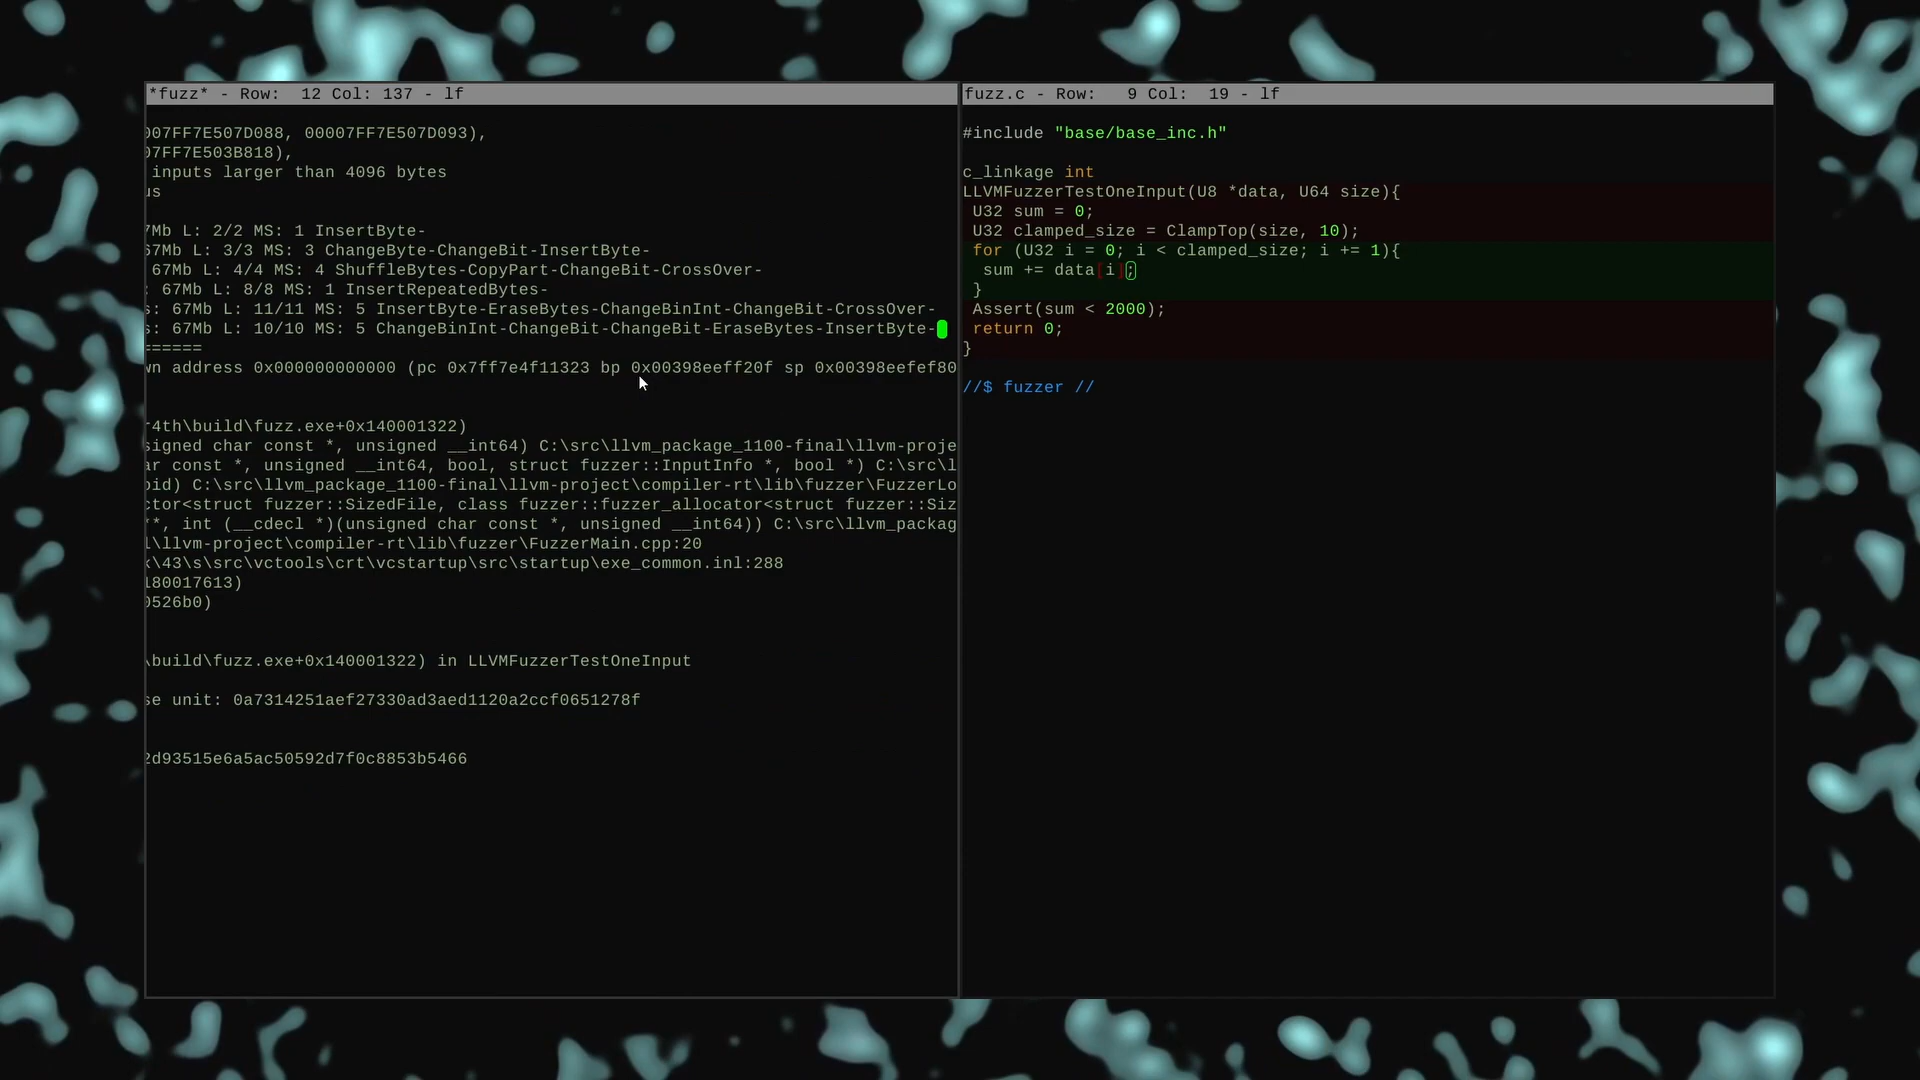 *fuzz* - Row:  12 Col: 137 - lf
007FF7E507D088, 00007FF7E507D093),
07FF7E503B818),
inputs larger than 4096 bytes
us
7Mb L: 2/2 MS: 1 InsertByte-
67Mb L: 3/3 MS: 3 ChangeByte-ChangeBit-InsertByte-
67Mb L: 4/4 MS: 4 ShuffleBytes-CopyPart-ChangeBit-CrossOver-
: 67Mb L: 8/8 MS: 1 InsertRepeatedBytes-
s: 67Mb L: 11/11 MS: 5 InsertByte-EraseBytes-ChangeBinInt-ChangeBit-CrossOver-
s: 67Mb L: 10/10 MS: 5 ChangeBinInt-ChangeBit-ChangeBit-EraseBytes-InsertByte-
======
wn address 0x000000000000 (pc 0x7ff7e4f11323 bp 0x00398eeff20f sp 0x00398eefef80
r4th\build\fuzz.exe+0x140001322)
signed char const *, unsigned __int64) C:\src\llvm_package_1100-final\llvm-proje
ar const *, unsigned __int64, bool, struct fuzzer::InputInfo *, bool *) C:\src\l
oid) C:\src\llvm_package_1100-final\llvm-project\compiler-rt\lib\fuzzer\FuzzerLo
ctor<struct fuzzer::SizedFile, class fuzzer::fuzzer_allocator<struct fuzzer::Siz
**, int (__cdecl *)(unsigned char const *, unsigned __int64)) C:\src\llvm_packag
l\llvm-project\compiler-rt\lib\fuzzer\FuzzerMain.cpp:20
k\43\s\src\vctools\crt\vcstartup\src\startup\exe_common.inl:288
180017613)
0526b0)
\build\fuzz.exe+0x140001322) in LLVMFuzzerTestOneInput
se unit: 0a7314251aef27330ad3aed1120a2ccf0651278f
2d93515e6a5ac50592d7f0c8853b5466
fuzz.c - Row:   9 Col:  19 - lf
#include "base/base_inc.h"
c_linkage int
LLVMFuzzerTestOneInput(U8 *data, U64 size){
 U32 sum = 0;
 U32 clamped_size = ClampTop(size, 10);
 for (U32 i = 0; i < clamped_size; i += 1){
  sum += data[i];
 }
 Assert(sum < 2000);
 return 0;
}
//$ fuzzer //